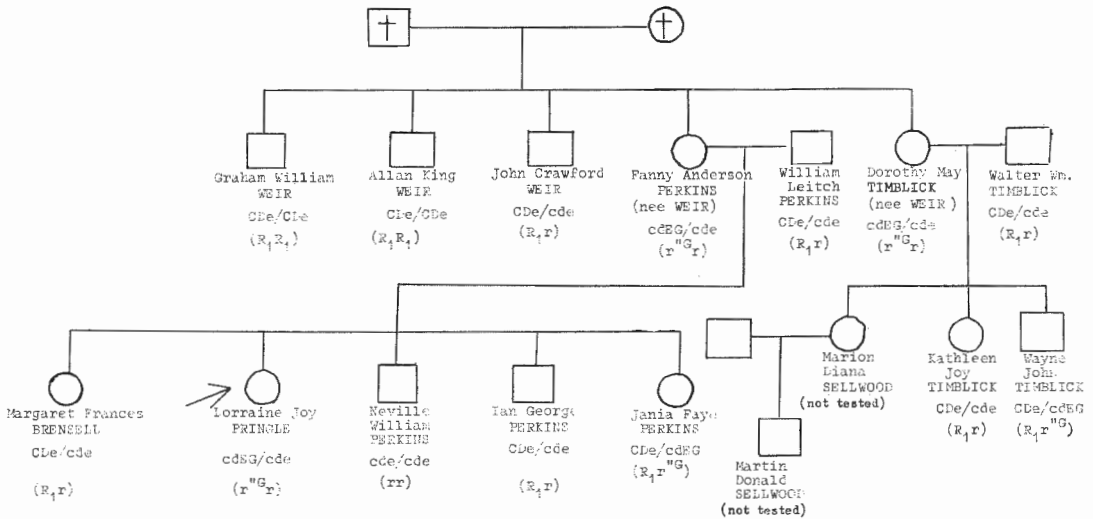 Graham William
WEIR
CDe/CDe
(R₁R₁)
Allan King
WEIR
CDe/CDe
(R₁R₁)
John Crawford
WEIR
CDe/cde
(R₁r)
Fanny Anderson
PERKINS
(nee WEIR)
cdEG/cde
(r"ᴳr)
William
Leitch
PERKINS
CDe/cde
(R₁r)
Dorothy May
TIMBLICK
(nee WEIR)
cdEG/cde
(r"ᴳr)
Walter Wm.
TIMBLICK
CDe/cde
(R₁r)
Margaret Frances
BRENSELL
CDe/cde
(R₁r)
Lorraine Joy
PRINGLE
cdEG/cde
(r"ᴳr)
Neville
William
PERKINS
cde/cde
(rr)
Ian George
PERKINS
CDe/cde
(R₁r)
Jania Faye
PERKINS
CDe/cdEG
(R₁r"ᴳ)
Marion
Diana
SELLWOOD
(not tested)
Kathleen
Joy
TIMBLICK
CDe/cde
(R₁r)
Wayne
John
TIMBLICK
CDe/cdEG
(R₁r"ᴳ)
Martin
Donald
SELLWOOD
(not tested)